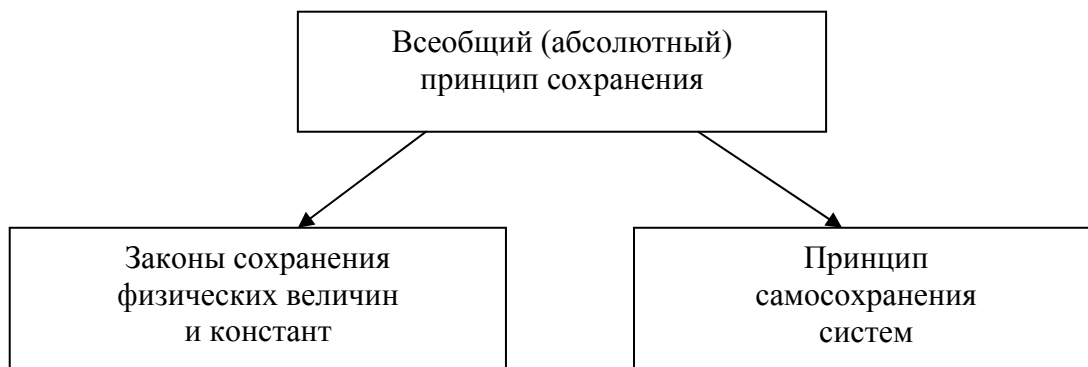 Всеобщий (абсолютный)
принцип сохранения
Законы сохранения
физических величин
и констант
Принцип
самосохранения
систем